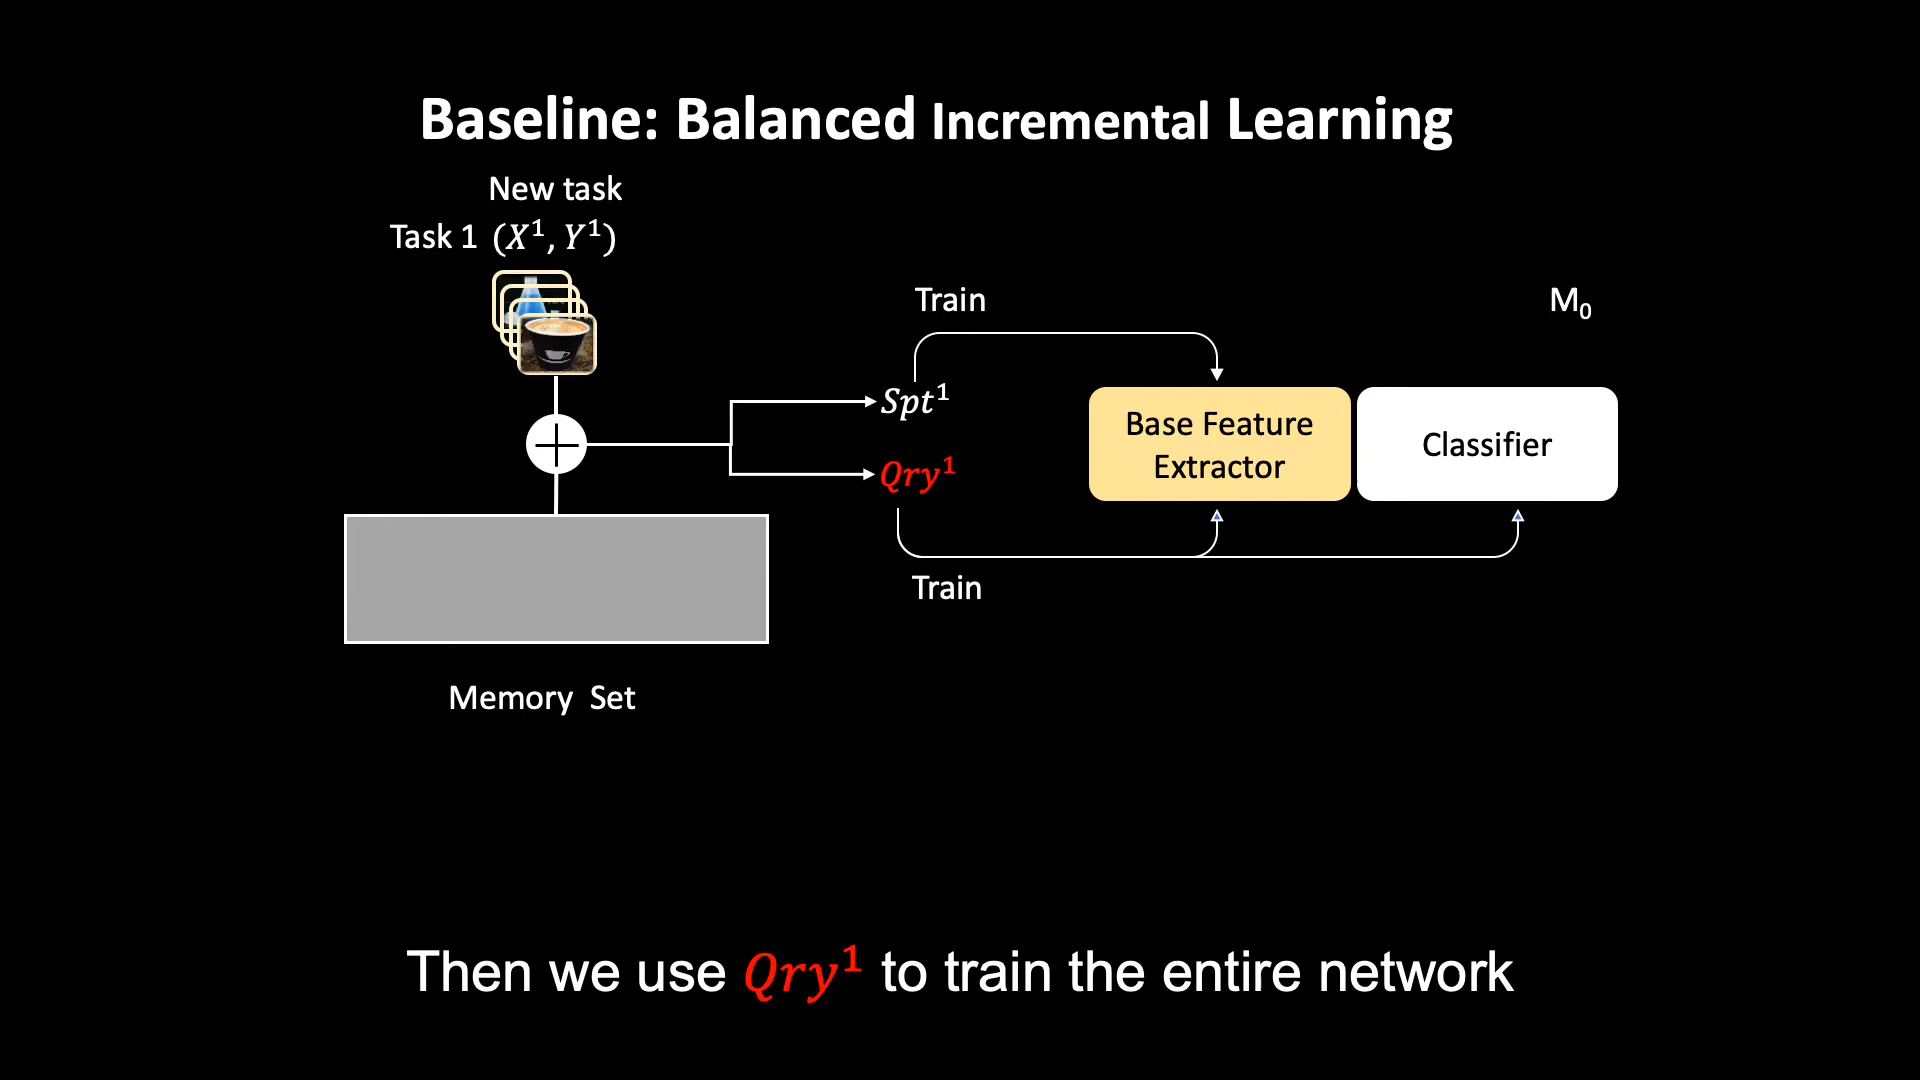 Baseline: Balanced Incremental Learning
New task
Task 1 (X¹, Y¹)
Train
M₀
Spt¹
Qry¹
Base Feature
Extractor
Classifier
Train
Memory Set
Then we use Qry¹ to train the entire network